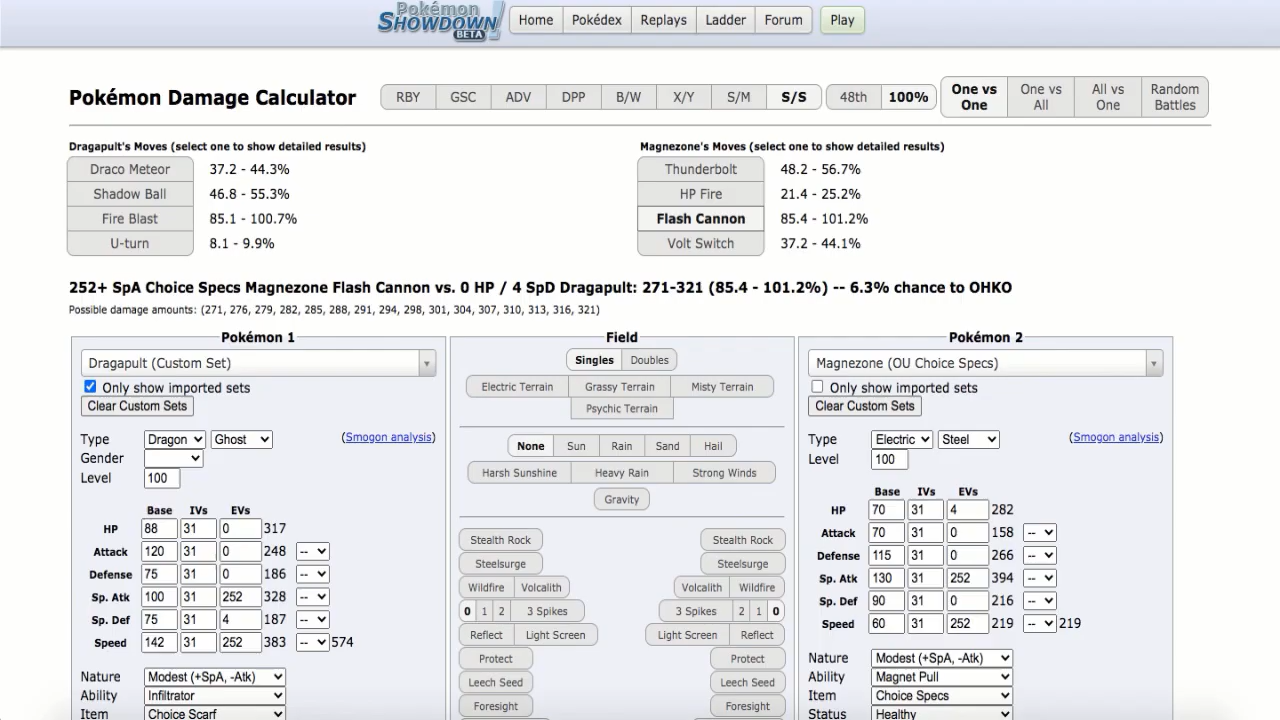 Pokémon SHOWDOWN! BETA Home Pokédex Replays Ladder Forum Play
Pokémon Damage Calculator RBY GSC ADV DPP B/W X/Y S/M S/S 48th 100% One vs One One vs All All vs One Random Battles
Dragapult's Moves (select one to show detailed results)
Draco Meteor 37.2 - 44.3%
Shadow Ball 46.8 - 55.3%
Fire Blast 85.1 - 100.7%
U-turn 8.1 - 9.9%
Magnezone's Moves (select one to show detailed results)
Thunderbolt 48.2 - 56.7%
HP Fire 21.4 - 25.2%
Flash Cannon 85.4 - 101.2%
Volt Switch 37.2 - 44.1%
252+ SpA Choice Specs Magnezone Flash Cannon vs. 0 HP / 4 SpD Dragapult: 271-321 (85.4 - 101.2%) -- 6.3% chance to OHKO
Possible damage amounts: (271, 276, 279, 282, 285, 288, 291, 294, 298, 301, 304, 307, 310, 313, 316, 321)
Pokémon 1
Dragapult (Custom Set)
Only show imported sets
Clear Custom Sets
Type Dragon Ghost (Smogon analysis)
Gender
Level 100
Base IVs EVs
HP 88 31 0 317
Attack 120 31 0 248 --
Defense 75 31 0 186 --
Sp. Atk 100 31 252 328 --
Sp. Def 75 31 4 187 --
Speed 142 31 252 383 -- 574
Nature Modest (+SpA, -Atk)
Ability Infiltrator
Item Choice Scarf
Field
Singles Doubles
Electric Terrain Grassy Terrain Misty Terrain
Psychic Terrain
None Sun Rain Sand Hail
Harsh Sunshine Heavy Rain Strong Winds
Gravity
Stealth Rock Stealth Rock
Steelsurge Steelsurge
Wildfire Volcalith Volcalith Wildfire
0 1 2 3 Spikes 3 Spikes 2 1 0
Reflect Light Screen Light Screen Reflect
Protect Protect
Leech Seed Leech Seed
Foresight Foresight
Pokémon 2
Magnezone (OU Choice Specs)
Only show imported sets
Clear Custom Sets
Type Electric Steel (Smogon analysis)
Level 100
Base IVs EVs
HP 70 31 4 282
Attack 70 31 0 158 --
Defense 115 31 0 266 --
Sp. Atk 130 31 252 394 --
Sp. Def 90 31 0 216 --
Speed 60 31 252 219 -- 219
Nature Modest (+SpA, -Atk)
Ability Magnet Pull
Item Choice Specs
Status Healthy